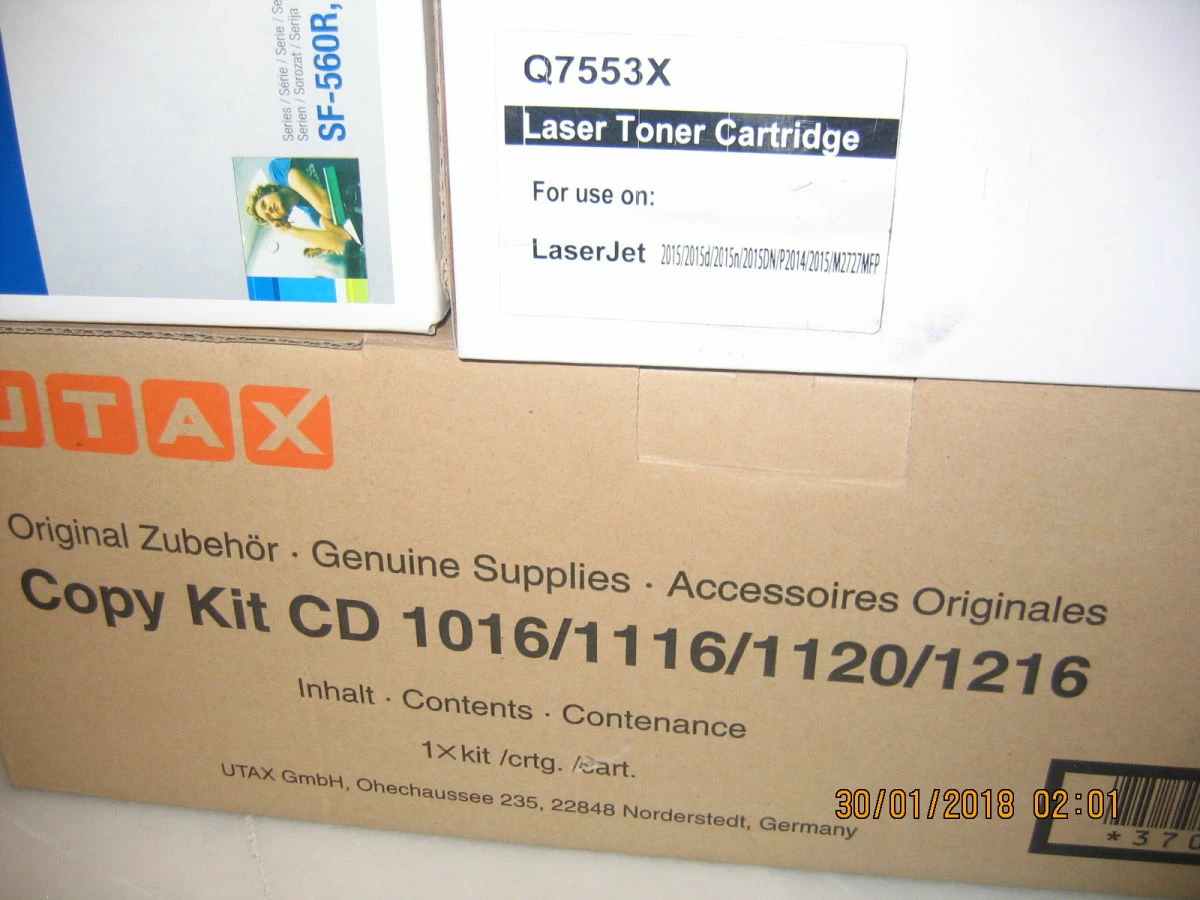 Series / Série / Serie / Se
Serien / Sorozat / Serija
SF-560R,
Q7553X
Laser Toner Cartridge
For use on:
LaserJet 2015/2015d/2015n/2015DN/P2014/2015/M2727MFP
UTAX
Original Zubehör · Genuine Supplies · Accessoires Originales
Copy Kit CD 1016/1116/1120/1216
Inhalt · Contents · Contenance
1×kit /crtg. /cart.
UTAX GmbH, Ohechaussee 235, 22848 Norderstedt, Germany
30/01/2018 02:01
*370